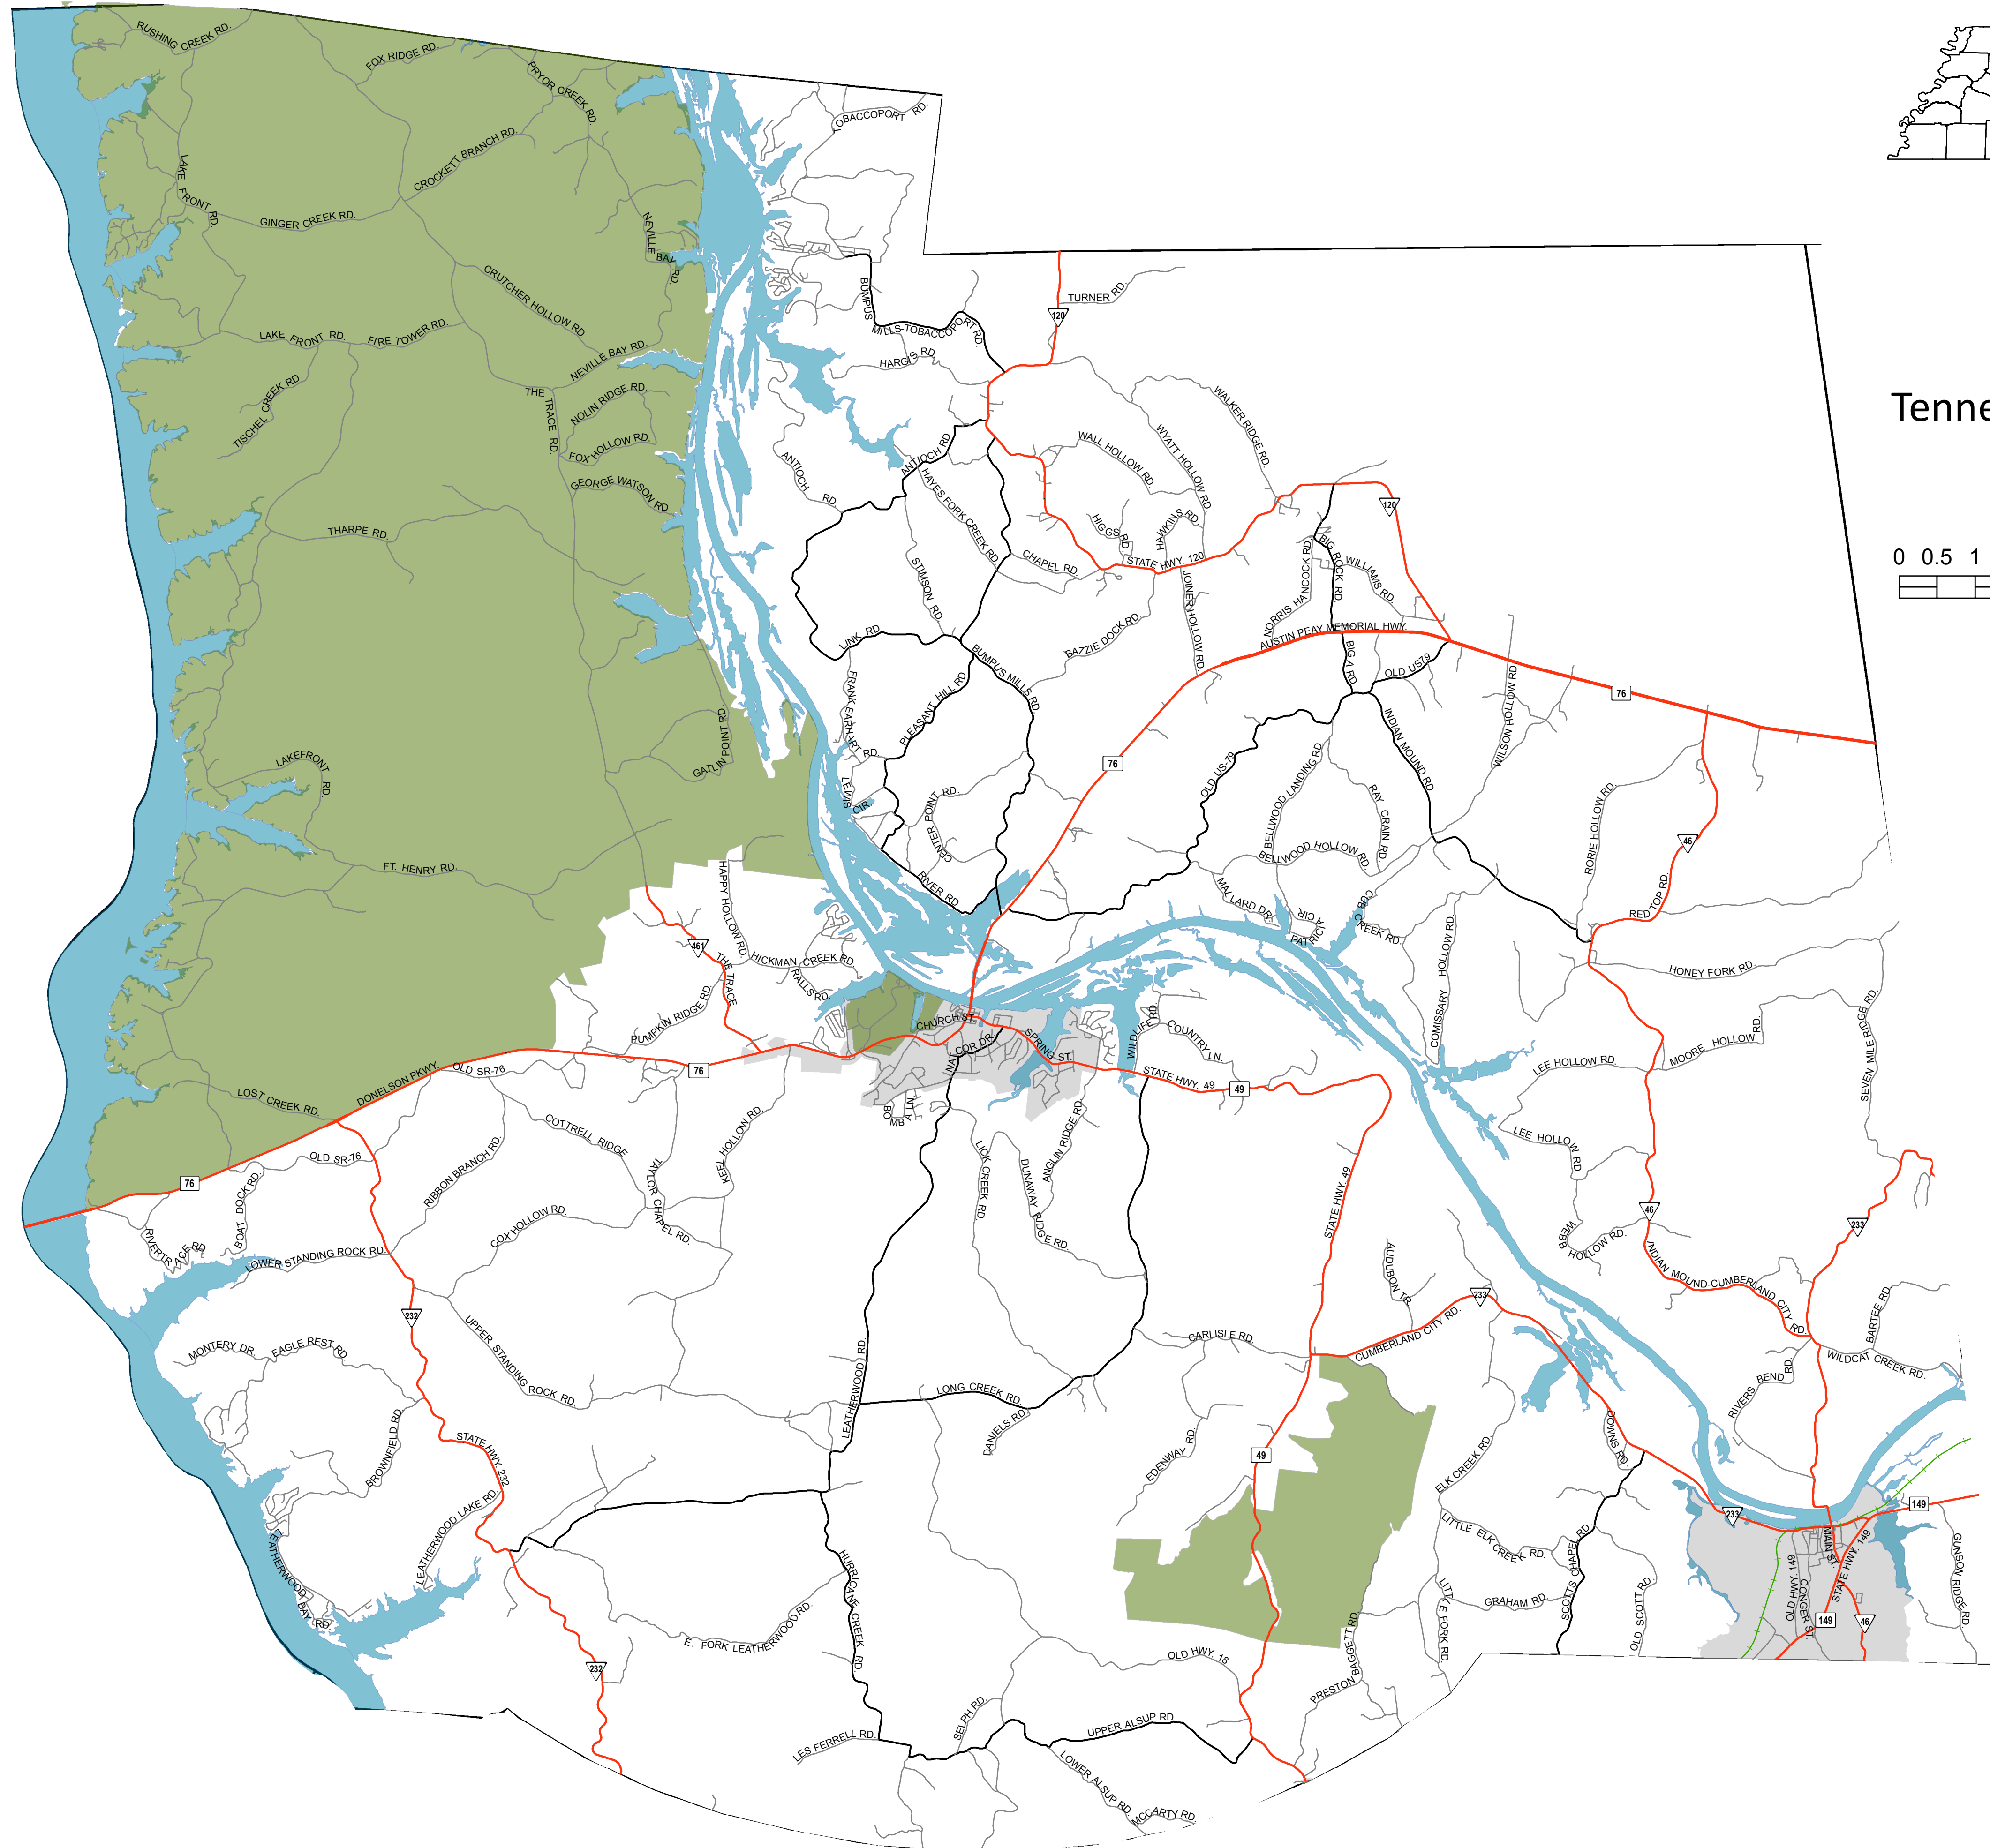 RUSHING CREEK RD.
FOX RIDGE RD.
PRYOR CREEK RD.
TOBACCOPORT RD.
CROCKETT BRANCH RD.
LAKE FRONT RD.
GINGER CREEK RD.
NEVILLE BAY RD
CRUTCHER HOLLOW RD.
BUMPUS MILLS-TOBACCOPORT RD.
TURNER RD.
120
LAKE FRONT RD.
FIRE TOWER RD.
NEVILLE BAY RD.
HARGIS RD.
THE TRACE RD.
NOLIN RIDGE RD.
TISCHEL CREEK RD.
FOX HOLLOW RD.
GEORGE WATSON RD.
Tenne
WALKER RIDGE RD.
WYATT HOLLOW RD.
WALL HOLLOW RD.
ANTIOCH RD.
ANTIOCH RD
HAYES FORK CREEK RD.
THARPE RD.
HIGGS RD.
HAWKINS RD.
120
STATE HWY. 120
CHAPEL RD.
0 0.5 1
STIMSON RD.
JOINER HOLLOW RD.
NORRIS HANCOCK RD.
BIG ROCK RD.
WILLIAMS RD.
LINK RD
BAZZIE DOCK RD.
AUSTIN PEAY MEMORIAL HWY.
BUMPUS MILLS RD
BIG A RD.
OLD US79
FRANK EARHART RD.
PLEASANT HILL RD
GATLIN POINT RD.
76
INDIAN MOUND RD
WILSON HOLLOW RD
LAKEFRONT RD.
76
OLD US-79
BELLWOOD LANDING RD.
RAY CRAIN RD.
LEWIS CIR.
CENTER POINT RD.
RORIE HOLLOW RD.
46
FT. HENRY RD.
BELLWOOD HOLLOW RD.
RIVER RD
MALLARD DR.
PATRICIA CIR.
CUB CREEK RD.
RED TOP RD.
HAPPY HOLLOW RD.
461
HICKMAN CREEK RD
THE TRACE
RALLS RD.
COMISSARY HOLLOW RD.
HONEY FORK RD.
PUMPKIN RIDGE RD.
CHURCH ST.
NAT COR DR.
SPRING ST.
WILDLIFE RD.
COUNTRY LN.
MOORE HOLLOW RD.
SEVEN MILE RIDGE RD.
LEE HOLLOW RD.
DONELSON PKWY.
OLD SR-76
76
STATE HWY. 49
49
LOST CREEK RD.
COTTRELL RIDGE
KEEL HOLLOW RD.
ANGLIN RIDGE RD.
LEE HOLLOW RD.
OLD SR-76
RIBBON BRANCH RD.
TAYLOR CHAPEL RD.
LICK CREEK RD
DUNAWAY RIDGE RD.
STATE HWY. 49
76
BOAT DOCK RD.
RIVERTRACE RD.
COX HOLLOW RD.
LOWER STANDING ROCK RD.
46
233
WEBB HOLLOW RD.
AUDUBON TR.
INDIAN MOUND-CUMBERLAND CITY RD.
232
233
CUMBERLAND CITY RD.
CARLISLE RD.
BARTEE RD
MONTERY DR.
EAGLE REST RD.
UPPER STANDING ROCK RD.
LEATHERWOOD RD.
WILDCAT CREEK RD.
RIVERS BEND RD.
LONG CREEK RD.
DANIELS RD.
BROWNFIELD RD.
STATE HWY. 232
EDENWAY RD
49
DOWNS RD.
ELK CREEK RD.
LEATHERWOOD LAKE RD.
LEATHERWOOD BAY RD.
LITTLE ELK CREEK RD.
SCOTTS CHAPEL RD.
233
149
MAIN ST.
STATE HWY. 149
OLD HWY.149
CONGER ST.
GUNSON RIDGE RD.
HURRICANE CREEK RD.
E. FORK LEATHERWOOD RD.
LITTLE FORK RD.
GRAHAM RD.
OLD SCOTT RD.
149
46
232
OLD HWY. 18
PRESTON BAGGETT RD
LES FERRELL RD.
SELPH RD.
UPPER ALSUP RD.
LOWER ALSUP RD.
MCCARTY RD.